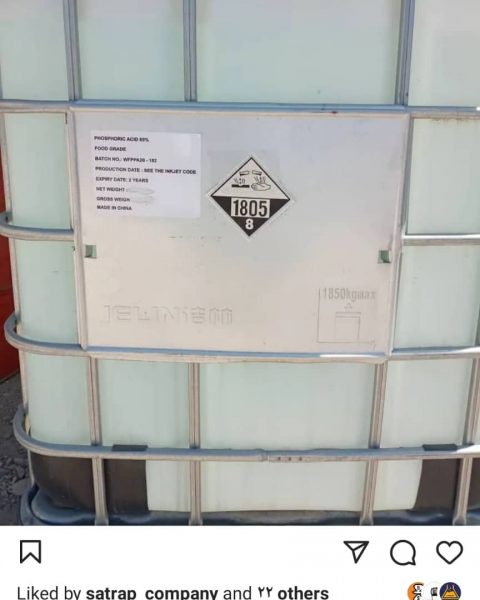 PHOSPHORIC ACID 85%
FOOD GRADE
BATCH NO.: WFPPA20 - 182
PRODUCTION DATE : SEE THE INKJET CODE
EXPIRY DATE: 2 YEARS
NET WEIGHT:
GROSS WEIGH
MADE IN CHINA
1805
8
1850kgmax
Liked by satrap_company and ٢٢ others